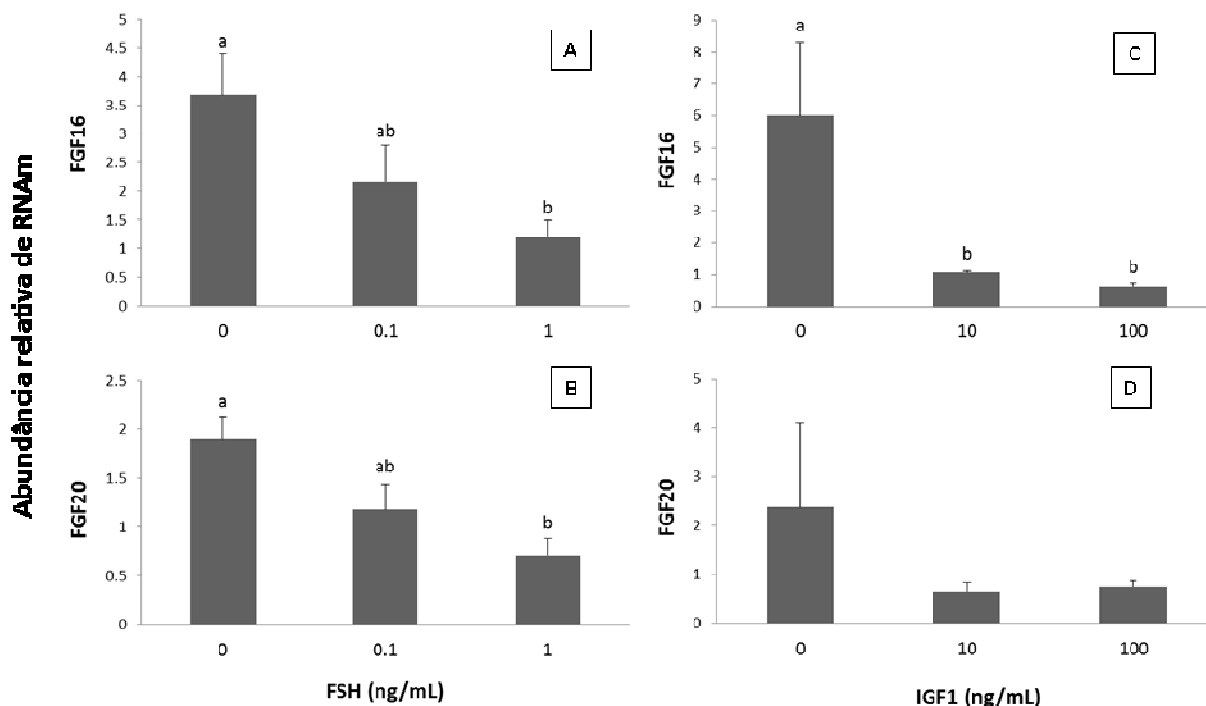 Abundância relativa de RNAm
A
FGF16
5
4.5
4
3.5
3
2.5
2
1.5
1
0.5
0
a
ab
b
0
0.1
1
C
FGF16
9
8
7
6
5
4
3
2
1
0
a
b
b
0
10
100
B
FGF20
2.5
2
1.5
1
0.5
0
a
ab
b
0
0.1
1
FSH (ng/mL)
D
FGF20
5
4
3
2
1
0
0
10
100
IGF1 (ng/mL)